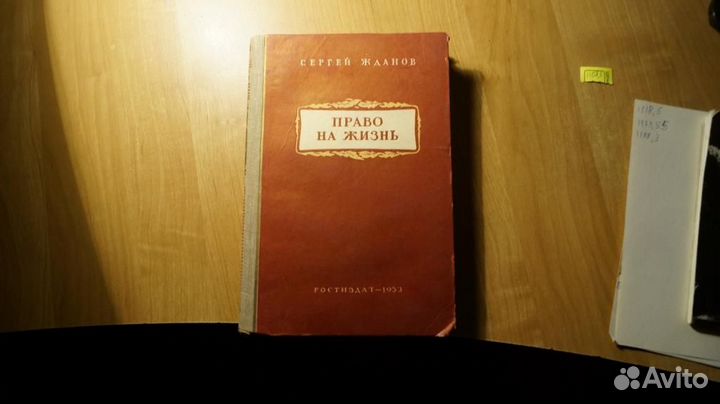 СЕРГЕЙ ЖДАНОВ
ПРАВО
НА ЖИЗНЬ
РОСТИЗДАТ—1953
Avito